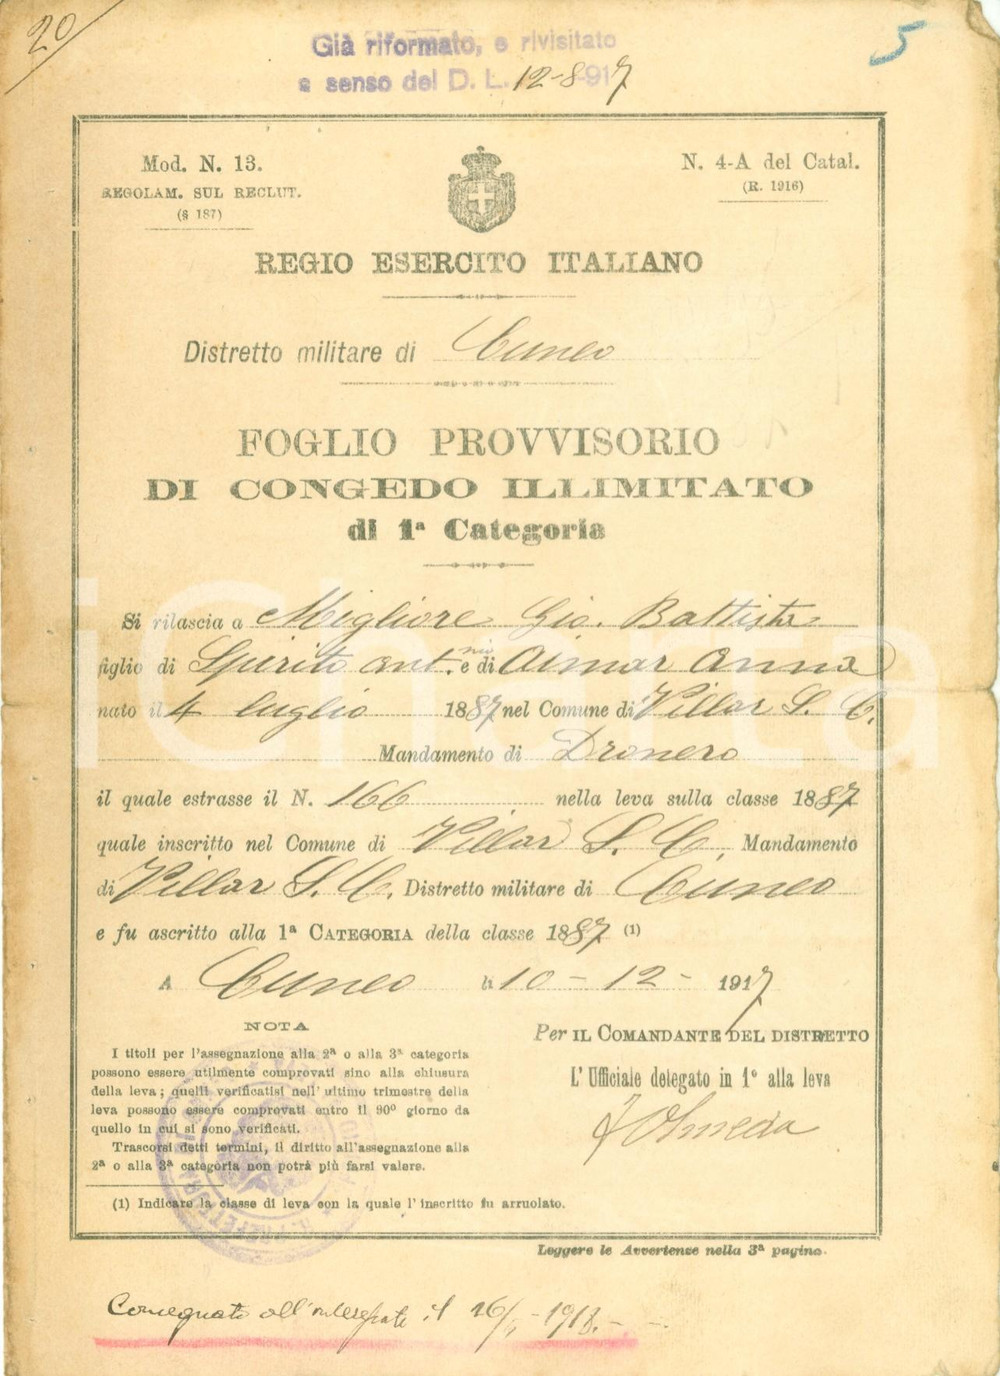 20
5
Già riformato, e rivisitato
a senso del D. L. 12-8-917
Mod. N. 13.
REGOLAM. SUL RECLUT.
(§ 187)
N. 4-A del Catal.
(R. 1916)
REGIO ESERCITO ITALIANO
Distretto militare di Cuneo
FOGLIO PROVVISORIO
DI CONGEDO ILLIMITATO
di 1ª Categoria
Si rilascia a Migliore Gio. Battista
figlio di Spirito Ant.nio e di Aimar Anna
nato il 4 luglio 1887 nel Comune di Villar S. C.
Mandamento di Dronero
il quale estrasse il N. 166 nella leva sulla classe 1887
quale inscritto nel Comune di Villar S. C. Mandamento
di Villar S. C. Distretto militare di Cuneo
e fu ascritto alla 1ª CATEGORIA della classe 1887 (1)
A Cuneo li 10 - 12 - 1917
NOTA
I titoli per l'assegnazione alla 2ª o alla 3ª categoria
possono essere utilmente comprovati sino alla chiusura
della leva; quelli verificatisi nell'ultimo trimestre della
leva possono essere comprovati entro il 90º giorno da
quello in cui si sono verificati.
Trascorsi detti termini, il diritto all'assegnazione alla
2ª o alla 3ª categoria non potrà più farsi valere.
Per IL COMANDANTE DEL DISTRETTO
L'Ufficiale delegato in 1º alla leva
Olmeda
(1) Indicare la classe di leva con la quale l'inscritto fu arruolato.
Leggere le Avvertenze nella 3ª pagina.
Consegnato all'interessato il 16/1 - 1918.